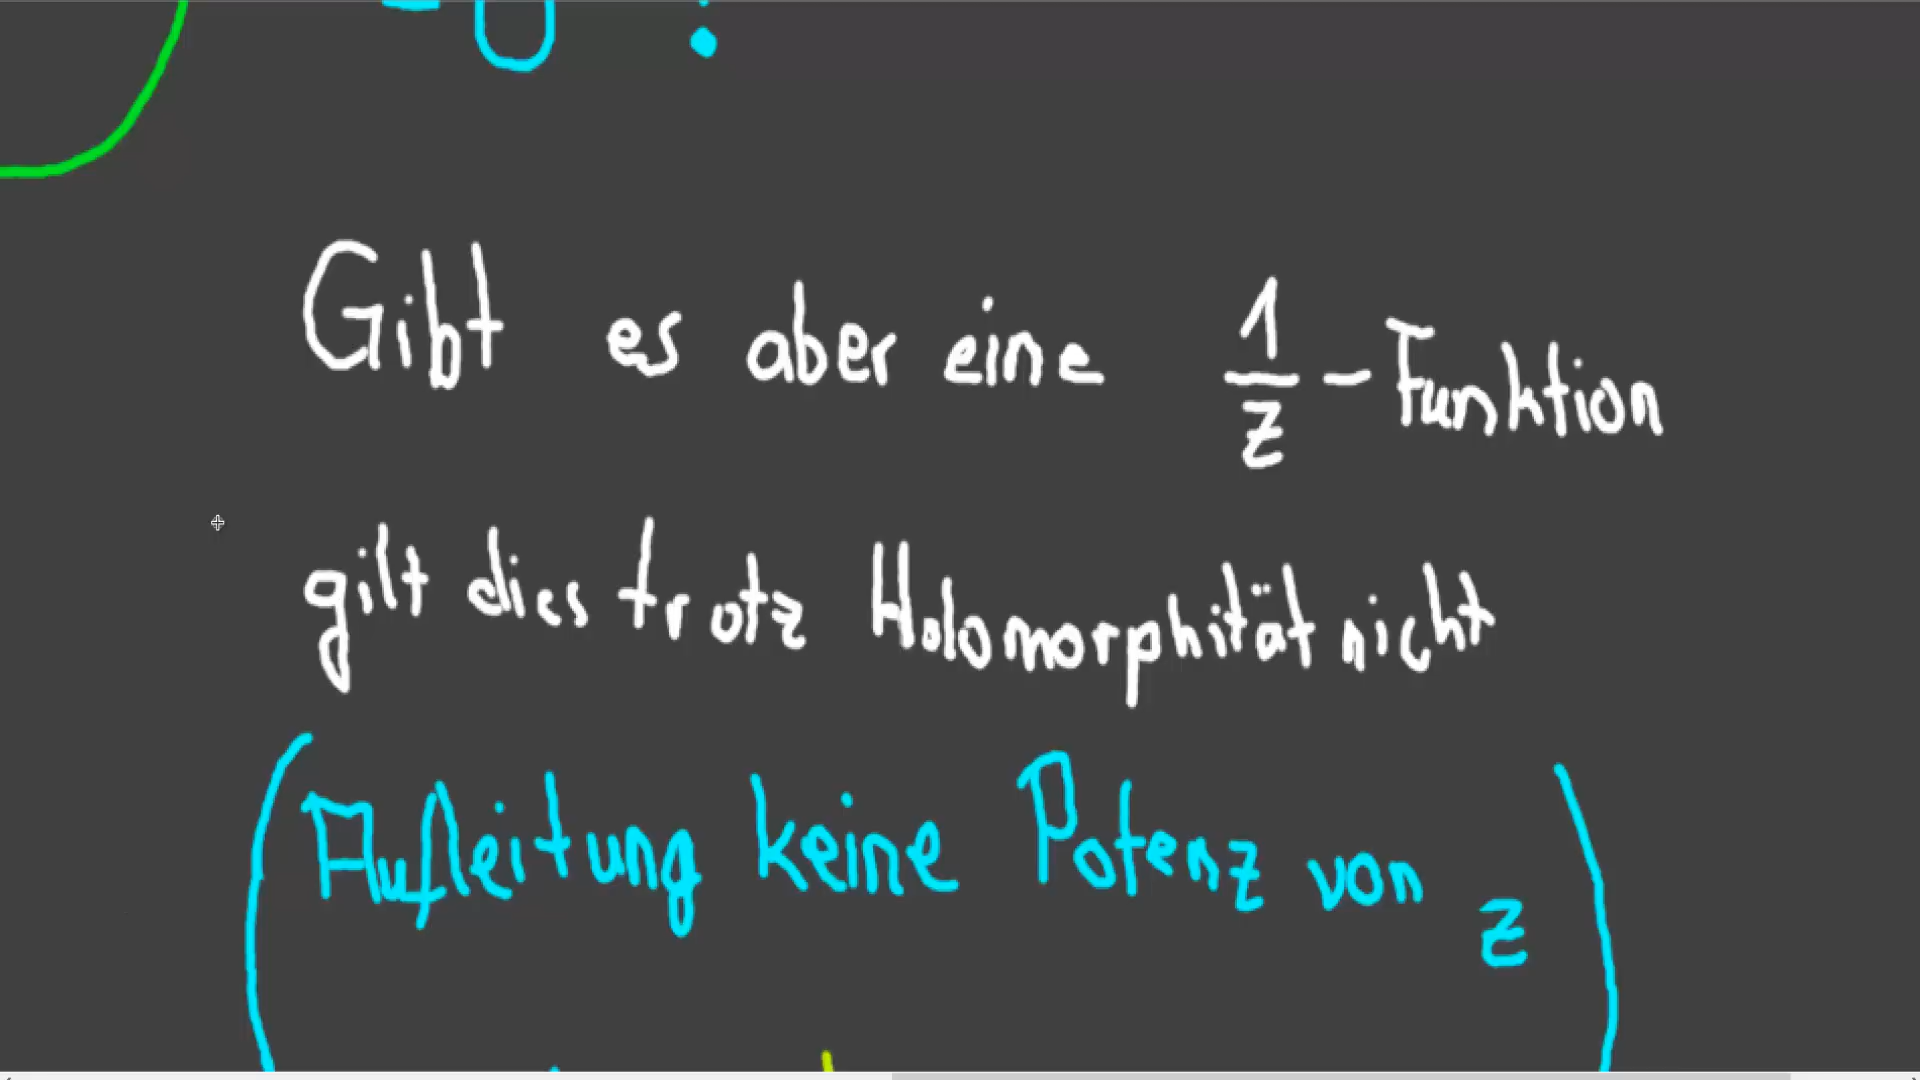 Gibt es aber eine 1/z - Funktion
gilt dies trotz Holomorphität nicht
(Aufleitung keine Potenz von z)